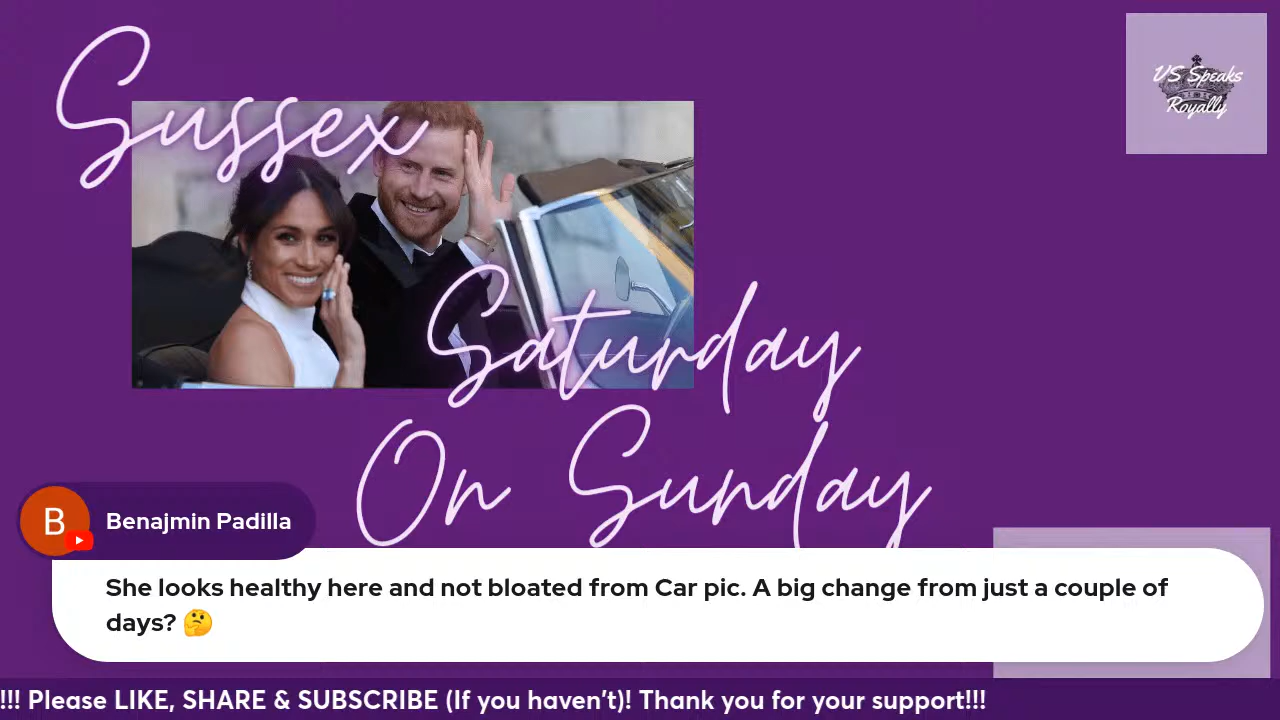 Sussex
VS Speaks
Royally
Saturday
On Sunday
B
Benajmin Padilla
She looks healthy here and not bloated from Car pic. A big change from just a couple of
days? 🤔
!!! Please LIKE, SHARE & SUBSCRIBE (If you haven't)! Thank you for your support!!!